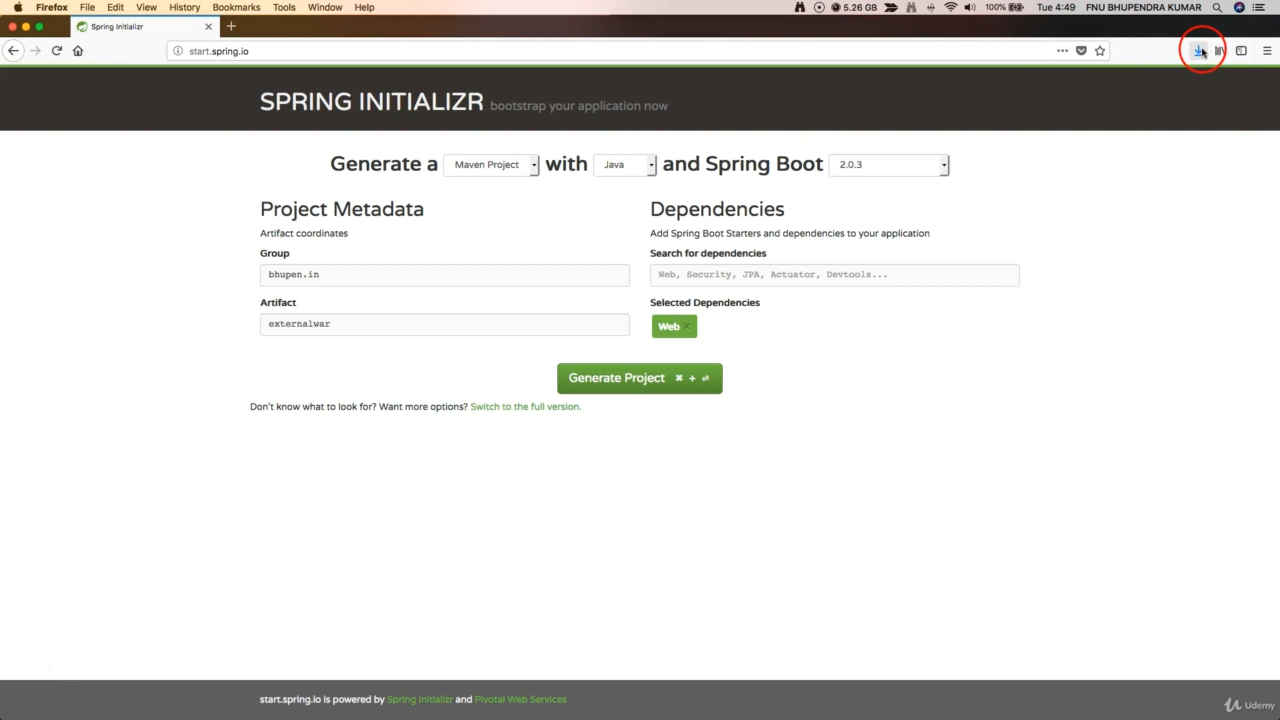 Firefox File Edit View History Bookmarks Tools Window Help 5.26 GB 100% Tue 4:49 FNU BHUPENDRA KUMAR
Spring Initializr
start.spring.io
SPRING INITIALIZR bootstrap your application now
Generate a Maven Project with Java and Spring Boot 2.0.3
Project Metadata
Artifact coordinates
Group
bhupen.in
Artifact
externalwar
Dependencies
Add Spring Boot Starters and dependencies to your application
Search for dependencies
Web, Security, JPA, Actuator, Devtools...
Selected Dependencies
Web ×
Generate Project ⌘ + ⏎
Don't know what to look for? Want more options? Switch to the full version.
start.spring.io is powered by Spring Initializr and Pivotal Web Services
Udemy